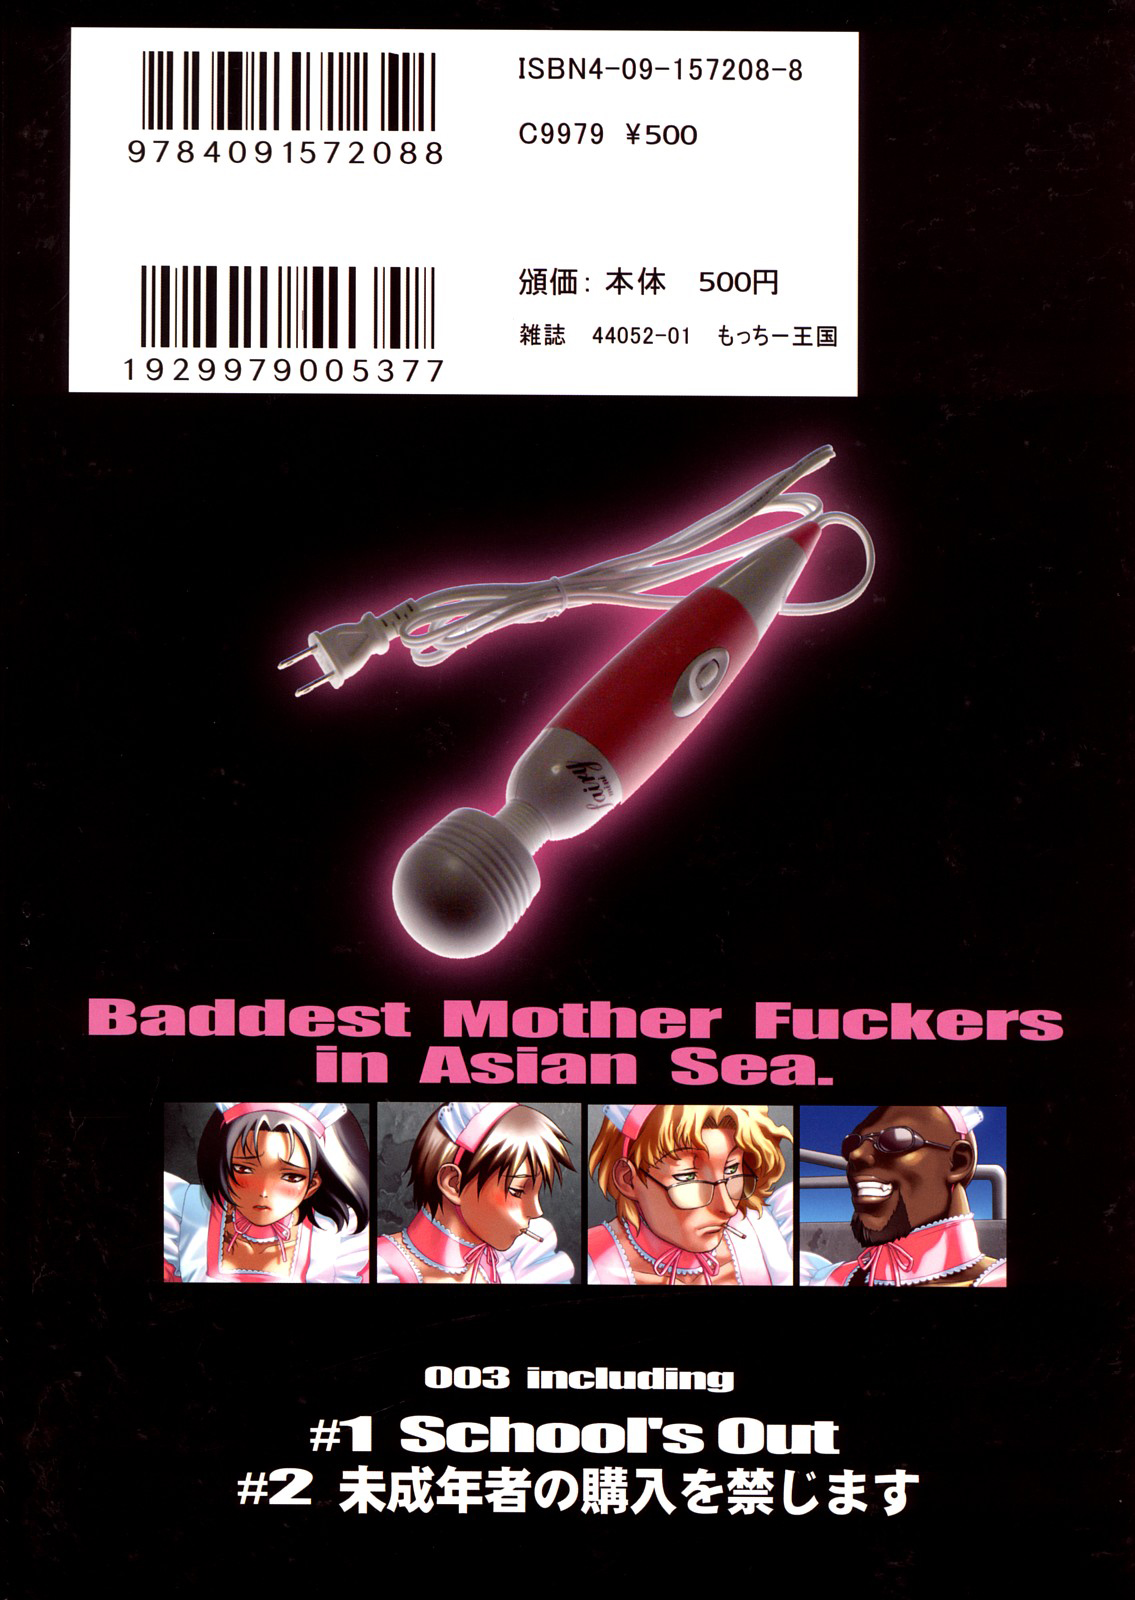 ISBN4-09-157208-8
C9979 ¥500
9784091572088
頒価: 本体 500円
雑誌 44052-01 もっちー王国
1929979005377
fairy
mini
Baddest Mother Fuckers
in Asian Sea.
003 including
#1 School's Out
#2 未成年者の購入を禁じます